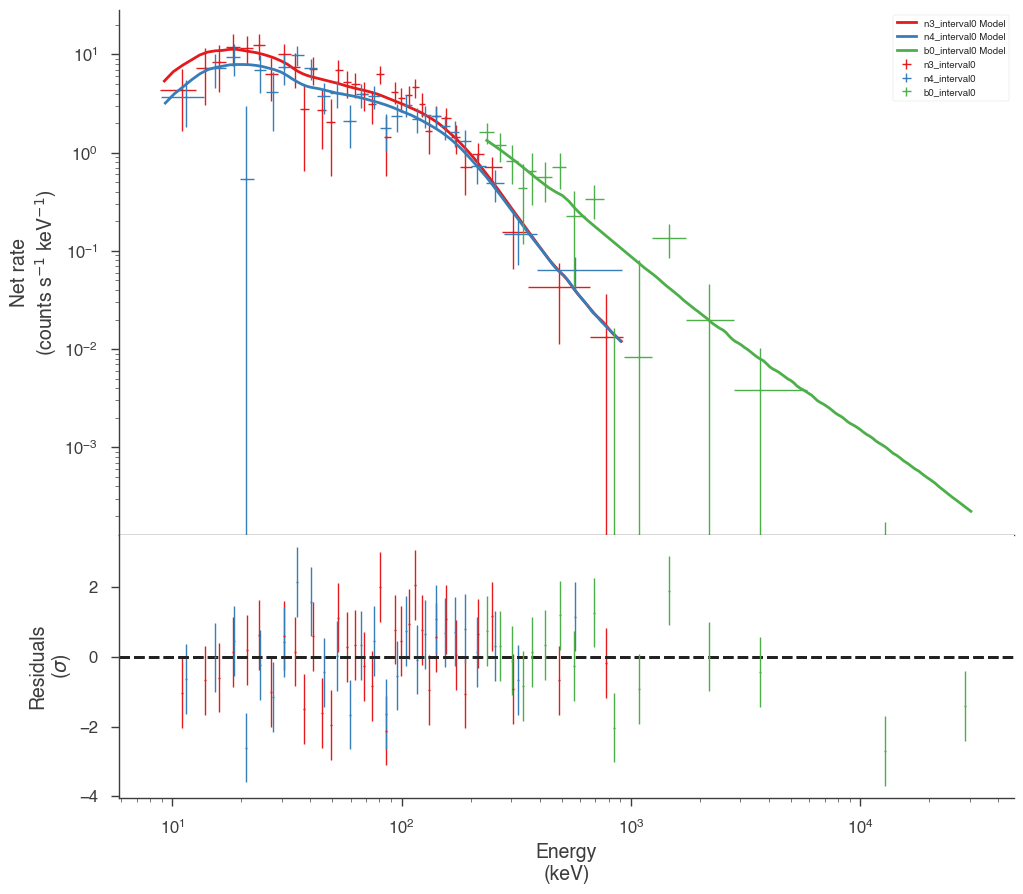 n3_interval0 Model
n4_interval0 Model
b0_interval0 Model
n3_interval0
n4_interval0
b0_interval0
10¹
10⁰
10⁻¹
10⁻²
10⁻³
Net rate
(counts s⁻¹ keV⁻¹)
2
0
−2
−4
Residuals
(σ)
10¹ 10² 10³ 10⁴
Energy
(keV)